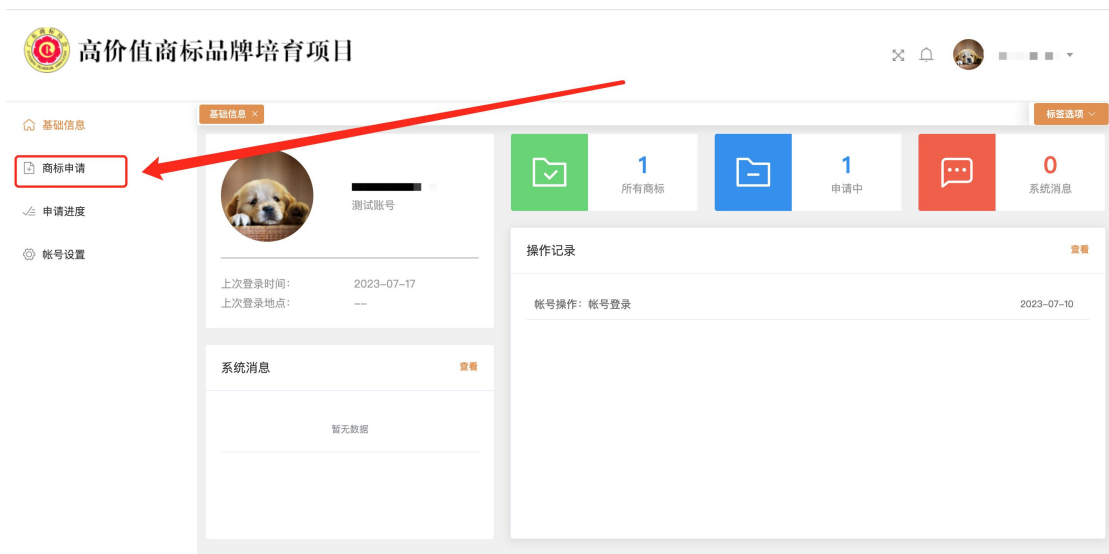 高价值商标品牌培育项目
基础信息
商标申请
申请进度
帐号设置
基础信息 ×
标签选项
测试账号
上次登录时间: 2023-07-17
上次登录地点: --
1
所有商标
1
申请中
0
系统消息
操作记录 查看
帐号操作: 帐号登录 2023-07-10
系统消息 查看
暂无数据